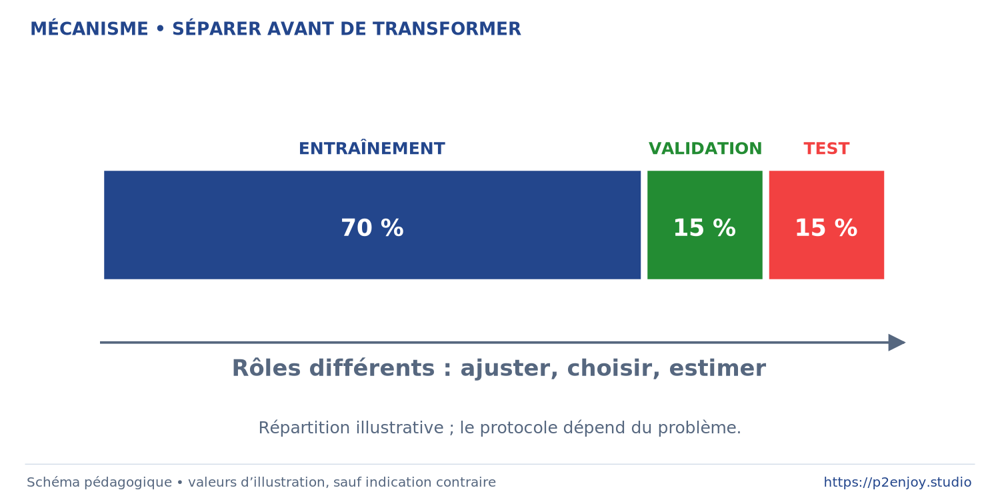 MÉCANISME • SÉPARER AVANT DE TRANSFORMER
ENTRAÎNEMENT
VALIDATION
TEST
70 %
15 %
15 %
Rôles différents : ajuster, choisir, estimer
Répartition illustrative ; le protocole dépend du problème.
Schéma pédagogique • valeurs d’illustration, sauf indication contraire
https://p2enjoy.studio